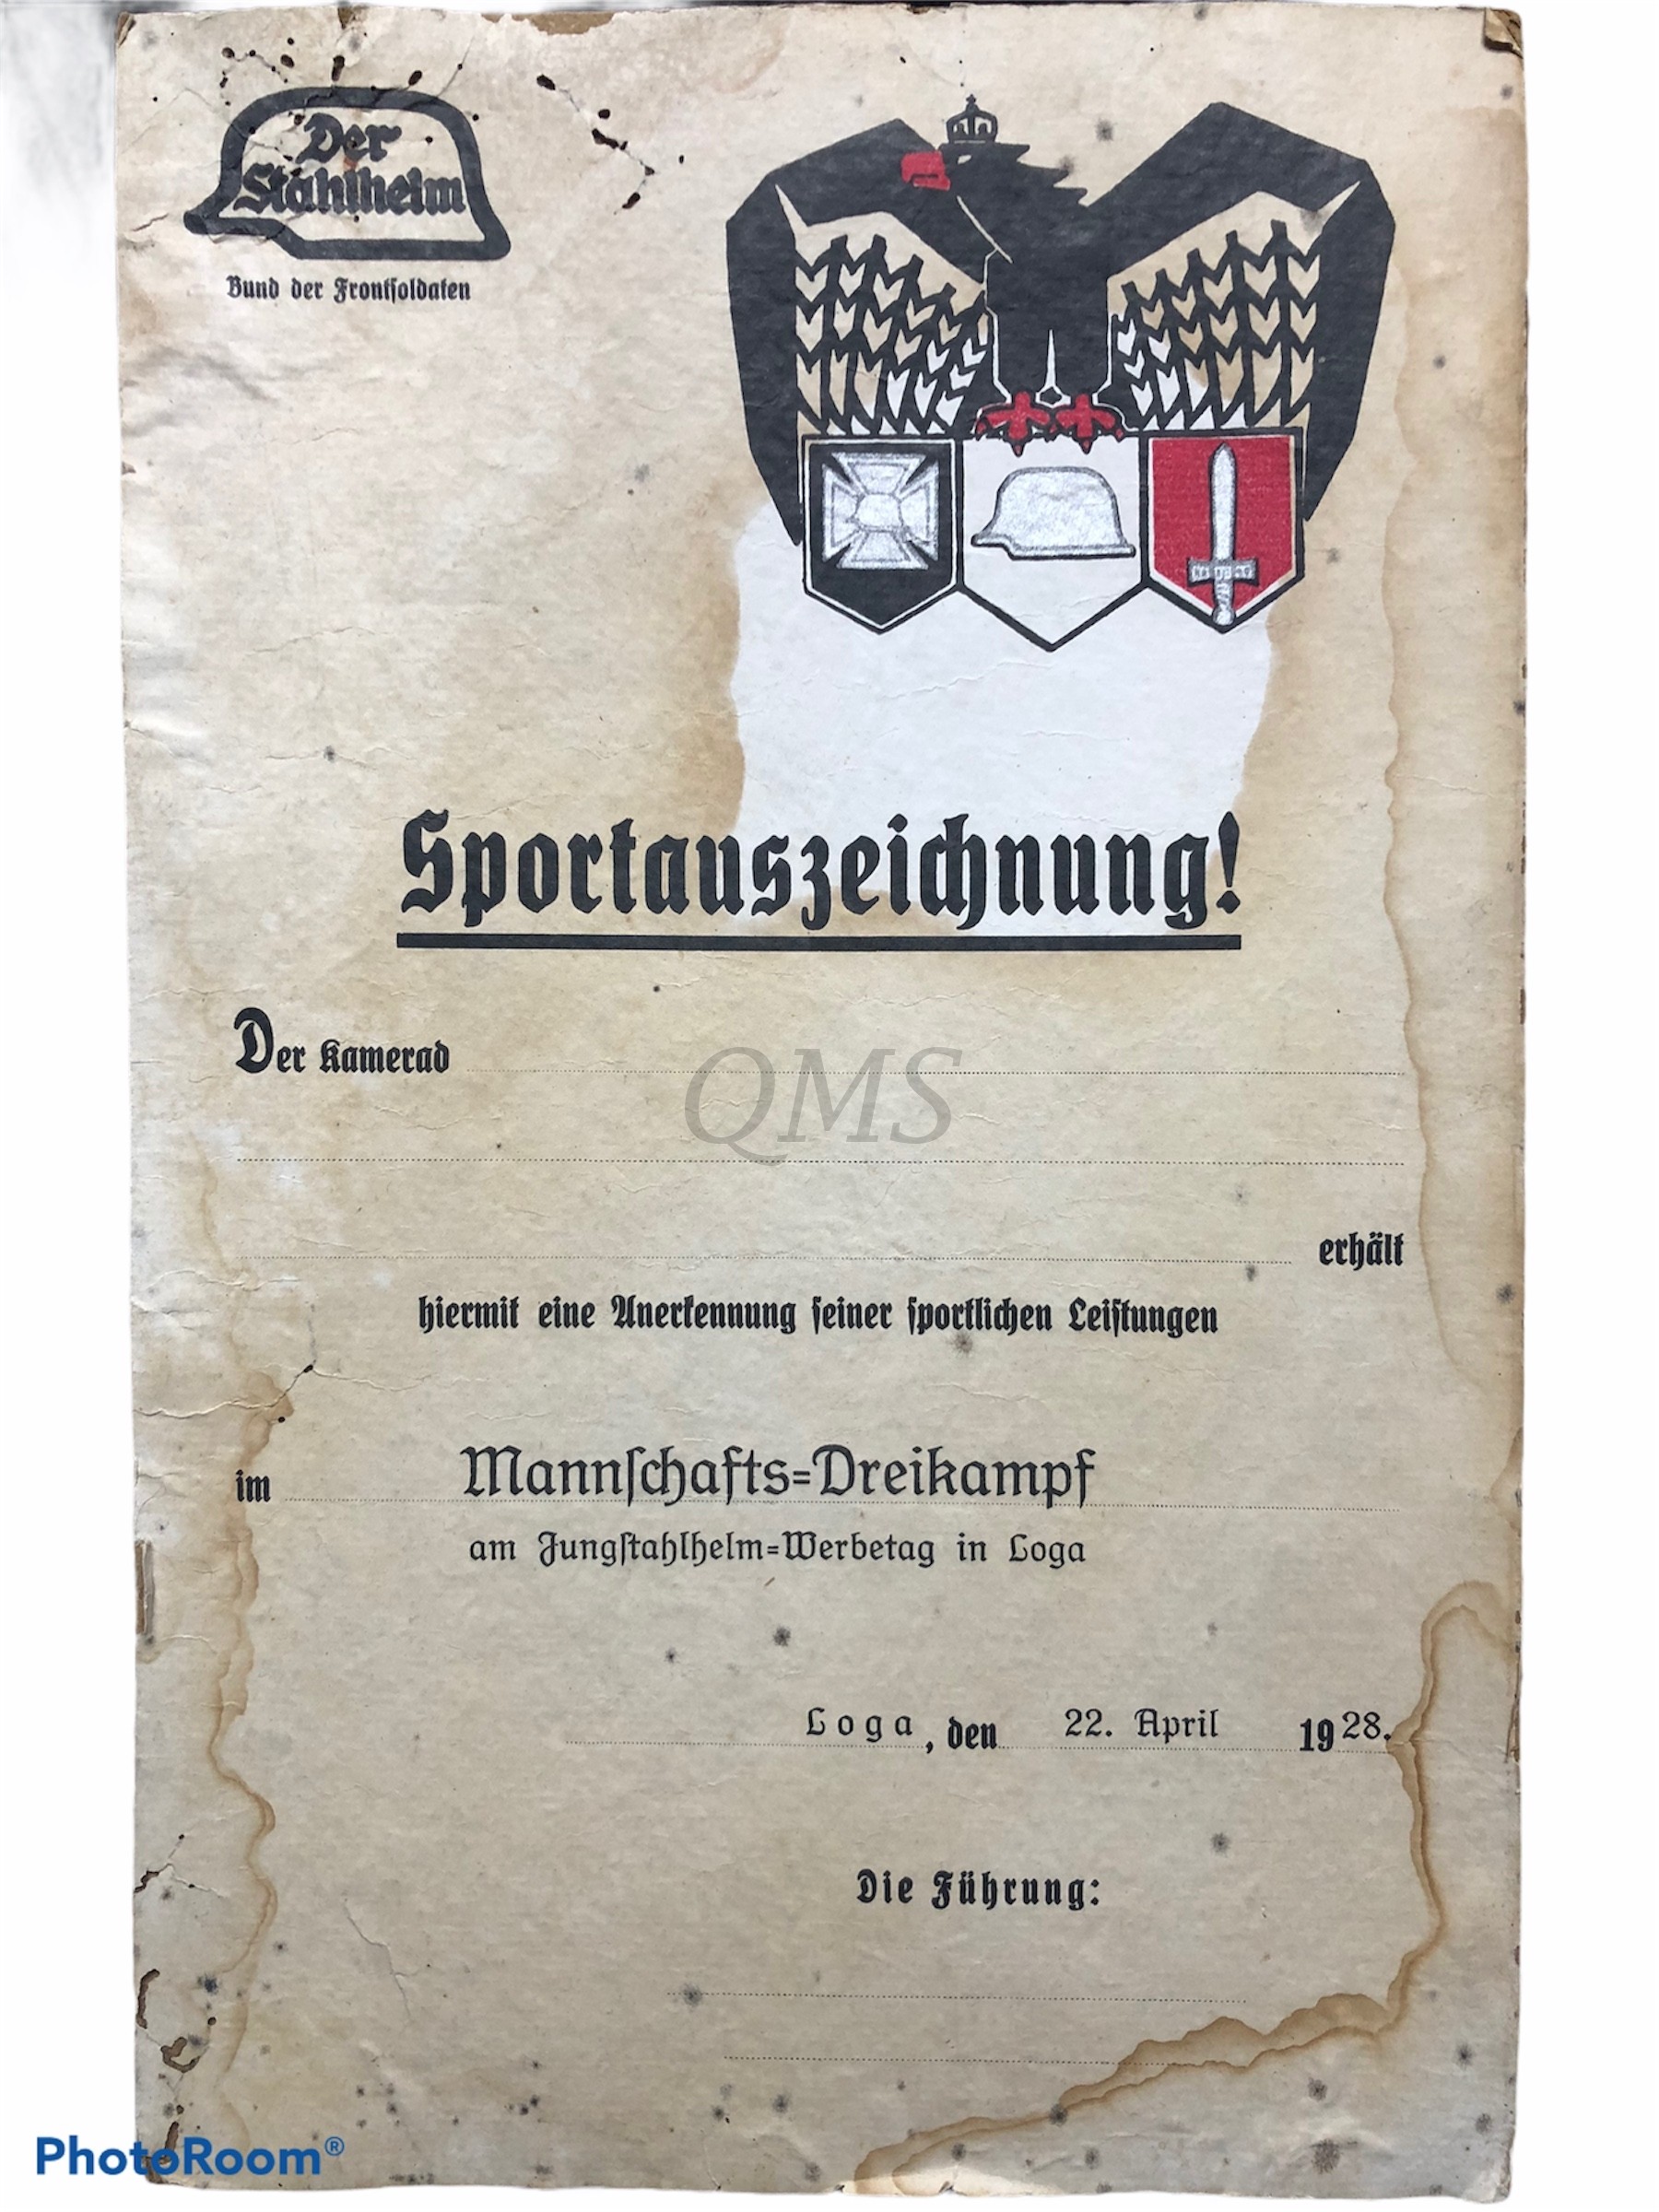 Der
Stahlhelm
Bund der Frontſoldaten
Sportauszeichnung!
Der Kamerad
QMS
erhält
hiermit eine Anerkennung ſeiner ſportlichen Leiſtungen
im Mannſchafts=Dreikampf
am Jungſtahlhelm=Werbetag in Loga
Loga, den 22. April 1928.
Die Führung:
PhotoRoom®